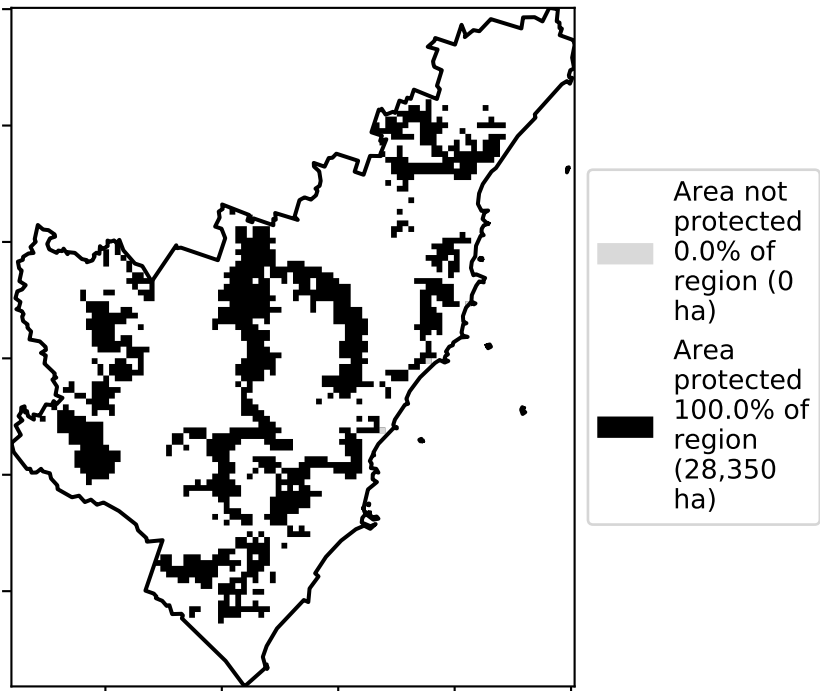 Area not
protected
0.0% of
region (0
ha)
Area
protected
100.0% of
region
(28,350
ha)